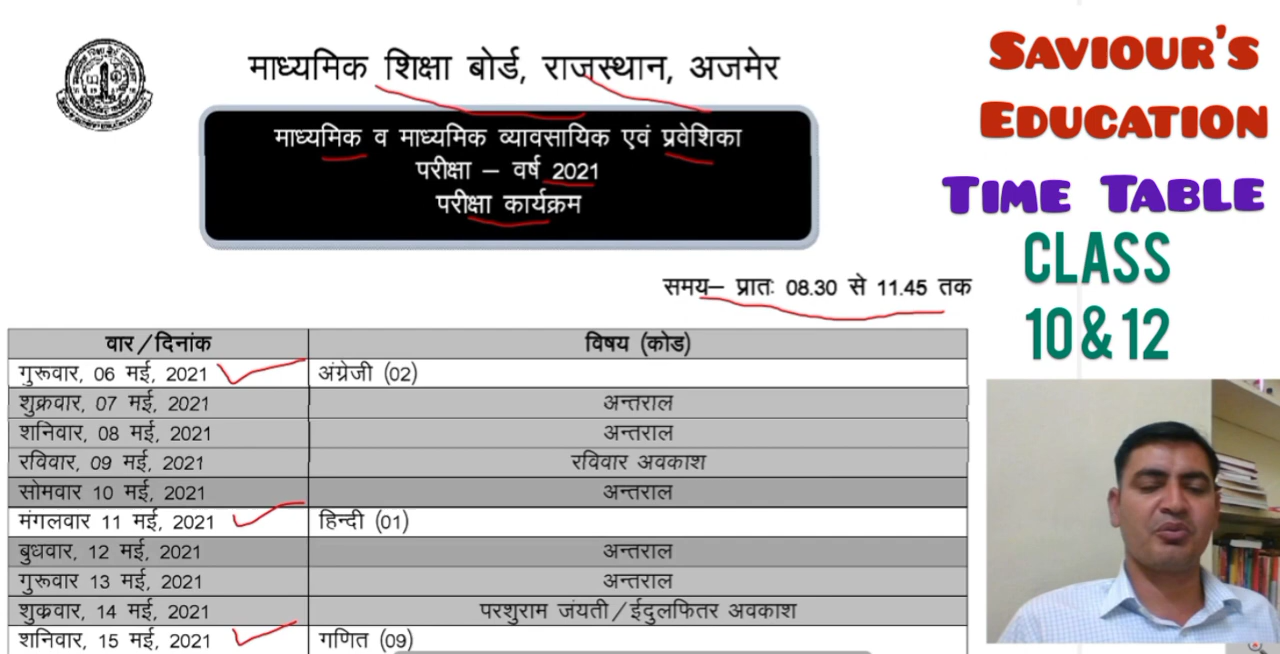 माध्यमिक शिक्षा बोर्ड, राजस्थान, अजमेर
माध्यमिक व माध्यमिक व्यावसायिक एवं प्रवेशिका
परीक्षा – वर्ष 2021
परीक्षा कार्यक्रम
समय– प्रातः 08.30 से 11.45 तक
वार/दिनांक विषय (कोड)
गुरूवार, 06 मई, 2021 अंग्रेजी (02)
शुक्रवार, 07 मई, 2021 अन्तराल
शनिवार, 08 मई, 2021 अन्तराल
रविवार, 09 मई, 2021 रविवार अवकाश
सोमवार 10 मई, 2021 अन्तराल
मंगलवार 11 मई, 2021 हिन्दी (01)
बुधवार, 12 मई, 2021 अन्तराल
गुरूवार 13 मई, 2021 अन्तराल
शुक्रवार, 14 मई, 2021 परशुराम जंयती/ईदुलफितर अवकाश
शनिवार, 15 मई, 2021 गणित (09)
SAVIOUR'S
EDUCATION
TIME TABLE
CLASS
10 & 12